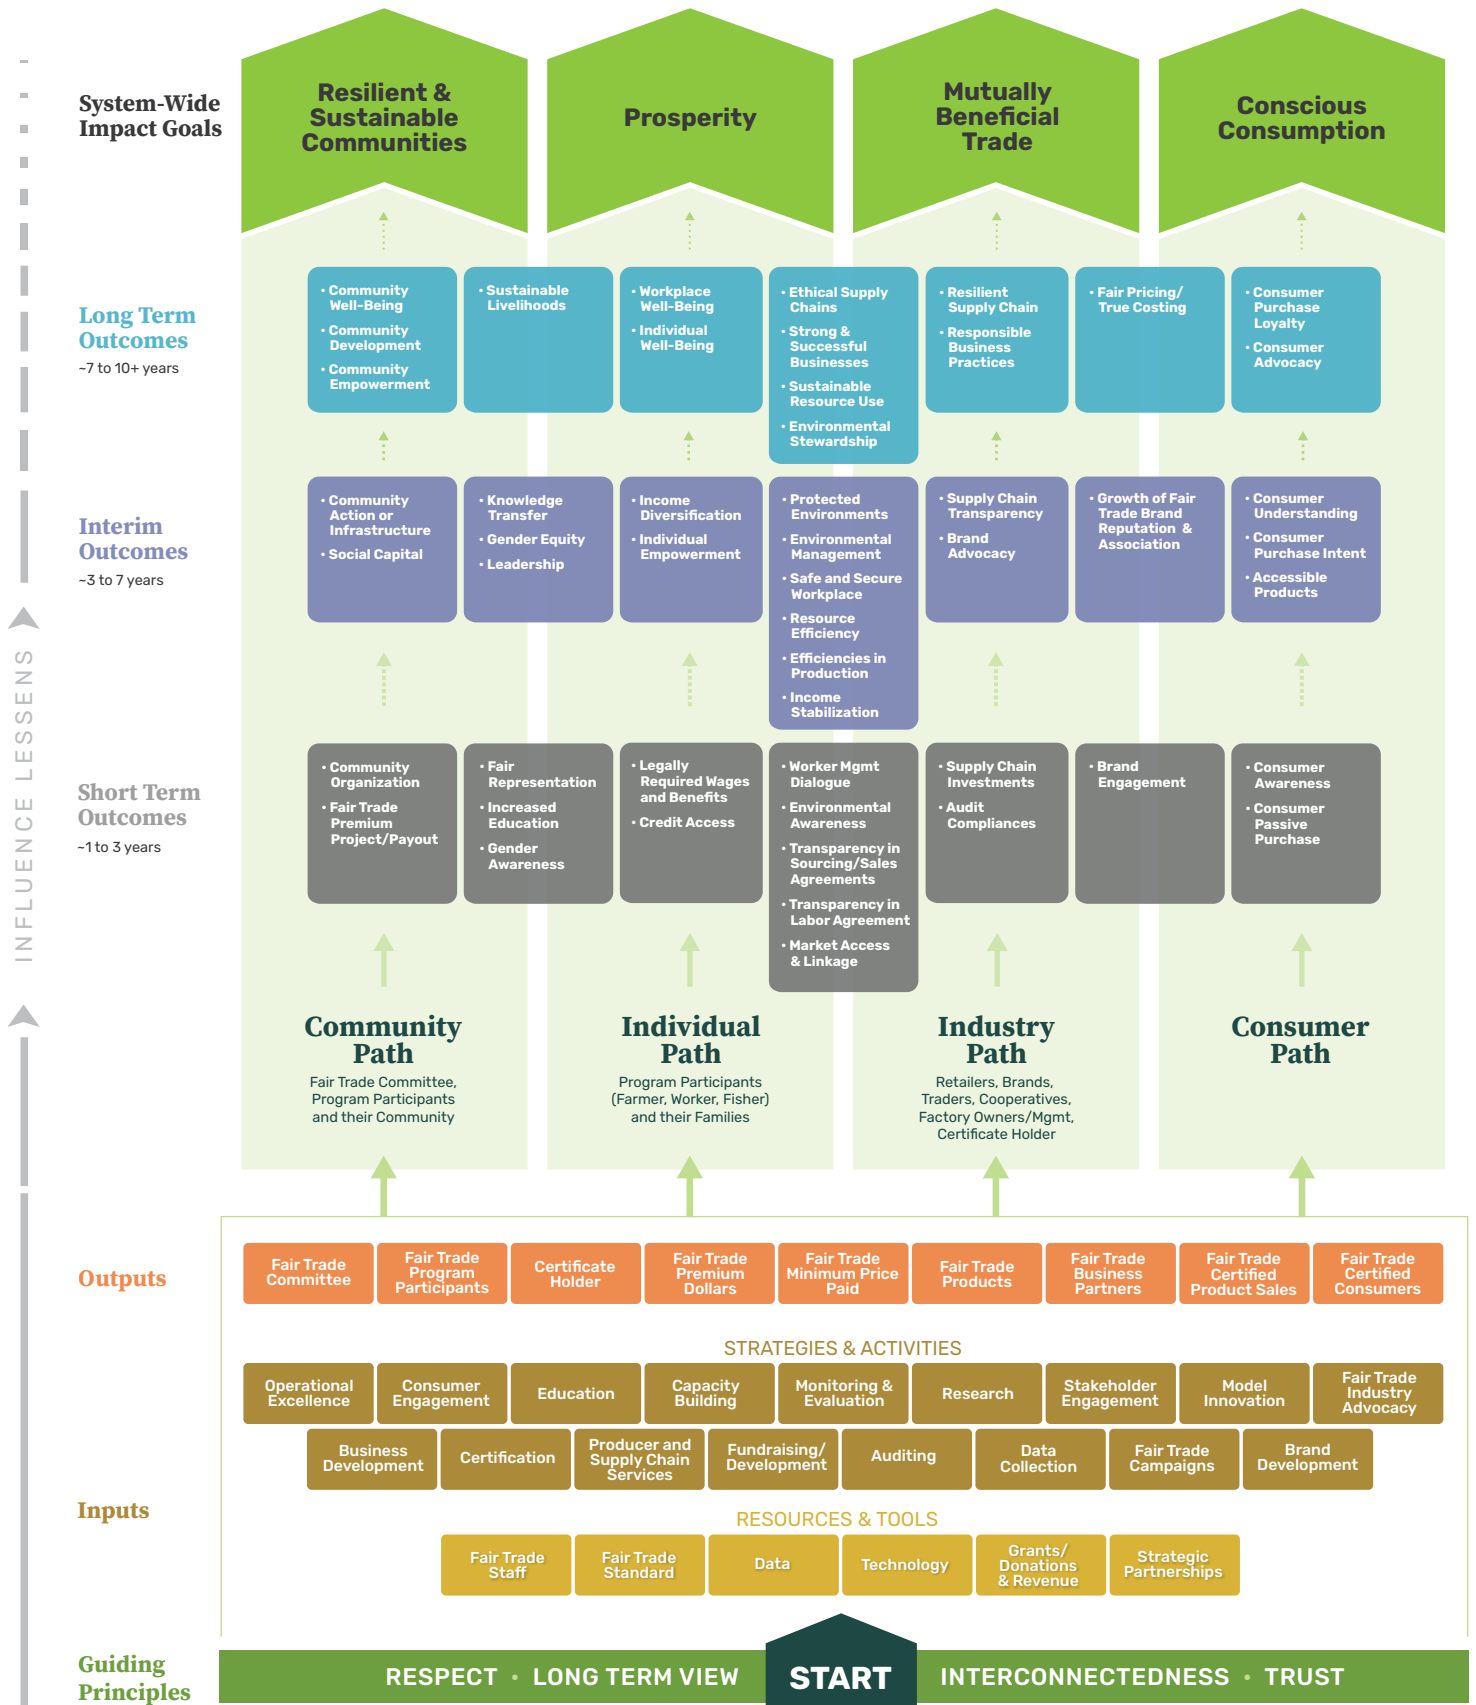 System-Wide
Impact Goals
Resilient &
Sustainable
Communities
Prosperity
Mutually
Beneficial
Trade
Conscious
Consumption
Long Term
Outcomes
~7 to 10+ years
• Community
Well-Being
• Community
Development
• Community
Empowerment
• Sustainable
Livelihoods
• Workplace
Well-Being
• Individual
Well-Being
• Ethical Supply
Chains
• Strong &
Successful
Businesses
• Sustainable
Resource Use
• Environmental
Stewardship
• Resilient
Supply Chain
• Responsible
Business
Practices
• Fair Pricing/
True Costing
• Consumer
Purchase
Loyalty
• Consumer
Advocacy
Interim
Outcomes
~3 to 7 years
• Community
Action or
Infrastructure
• Social Capital
• Knowledge
Transfer
• Gender Equity
• Leadership
• Income
Diversification
• Individual
Empowerment
• Protected
Environments
• Environmental
Management
• Safe and Secure
Workplace
• Resource
Efficiency
• Efficiencies in
Production
• Income
Stabilization
• Supply Chain
Transparency
• Brand
Advocacy
• Growth of Fair
Trade Brand
Reputation &
Association
• Consumer
Understanding
• Consumer
Purchase Intent
• Accessible
Products
INFLUENCE LESSENS
Short Term
Outcomes
~1 to 3 years
• Community
Organization
• Fair Trade
Premium
Project/Payout
• Fair
Representation
• Increased
Education
• Gender
Awareness
• Legally
Required Wages
and Benefits
• Credit Access
• Worker Mgmt
Dialogue
• Environmental
Awareness
• Transparency in
Sourcing/Sales
Agreements
• Transparency in
Labor Agreement
• Market Access
& Linkage
• Supply Chain
Investments
• Audit
Compliances
• Brand
Engagement
• Consumer
Awareness
• Consumer
Passive
Purchase
Community
Path
Fair Trade Committee,
Program Participants
and their Community
Individual
Path
Program Participants
(Farmer, Worker, Fisher)
and their Families
Industry
Path
Retailers, Brands,
Traders, Cooperatives,
Factory Owners/Mgmt,
Certificate Holder
Consumer
Path
Outputs
Fair Trade
Committee
Fair Trade
Program
Participants
Certificate
Holder
Fair Trade
Premium
Dollars
Fair Trade
Minimum Price
Paid
Fair Trade
Products
Fair Trade
Business
Partners
Fair Trade
Certified
Product Sales
Fair Trade
Certified
Consumers
Inputs
STRATEGIES & ACTIVITIES
Operational
Excellence
Consumer
Engagement
Education
Capacity
Building
Monitoring &
Evaluation
Research
Stakeholder
Engagement
Model
Innovation
Fair Trade
Industry
Advocacy
Business
Development
Certification
Producer and
Supply Chain
Services
Fundraising/
Development
Auditing
Data
Collection
Fair Trade
Campaigns
Brand
Development
RESOURCES & TOOLS
Fair Trade
Staff
Fair Trade
Standard
Data
Technology
Grants/
Donations
& Revenue
Strategic
Partnerships
Guiding
Principles
RESPECT • LONG TERM VIEW
START
INTERCONNECTEDNESS • TRUST